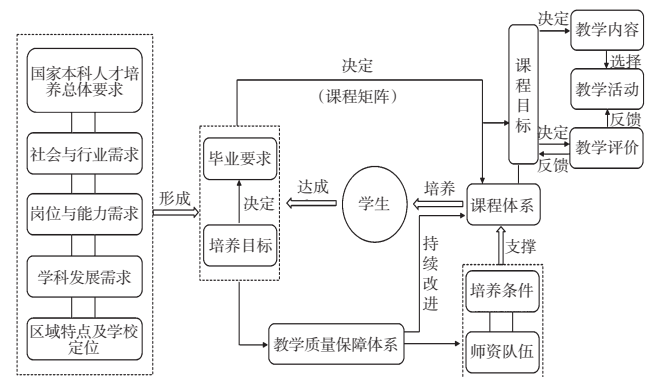 国家本科人才培
养总体要求
社会与行业需求
岗位与能力需求
学科发展需求
区域特点及学校
定位
形成
毕业要求
决定
培养目标
决定
（课程矩阵）
达成
学生
培养
持续改进
教学质量保障体系
课程目标
课程体系
支撑
培养条件
师资队伍
决定
教学内容
选择
教学活动
反馈
决定
教学评价
反馈